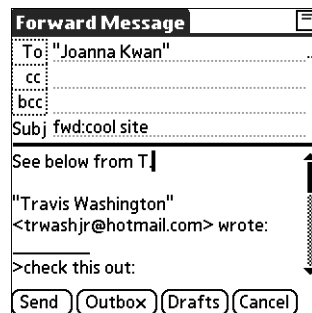 Forward Message
To "Joanna Kwan"
cc
bcc
Subj fwd:cool site
See below from T.
"Travis Washington"
<trwashjr@hotmail.com> wrote:
>check this out:
Send Outbox Drafts Cancel